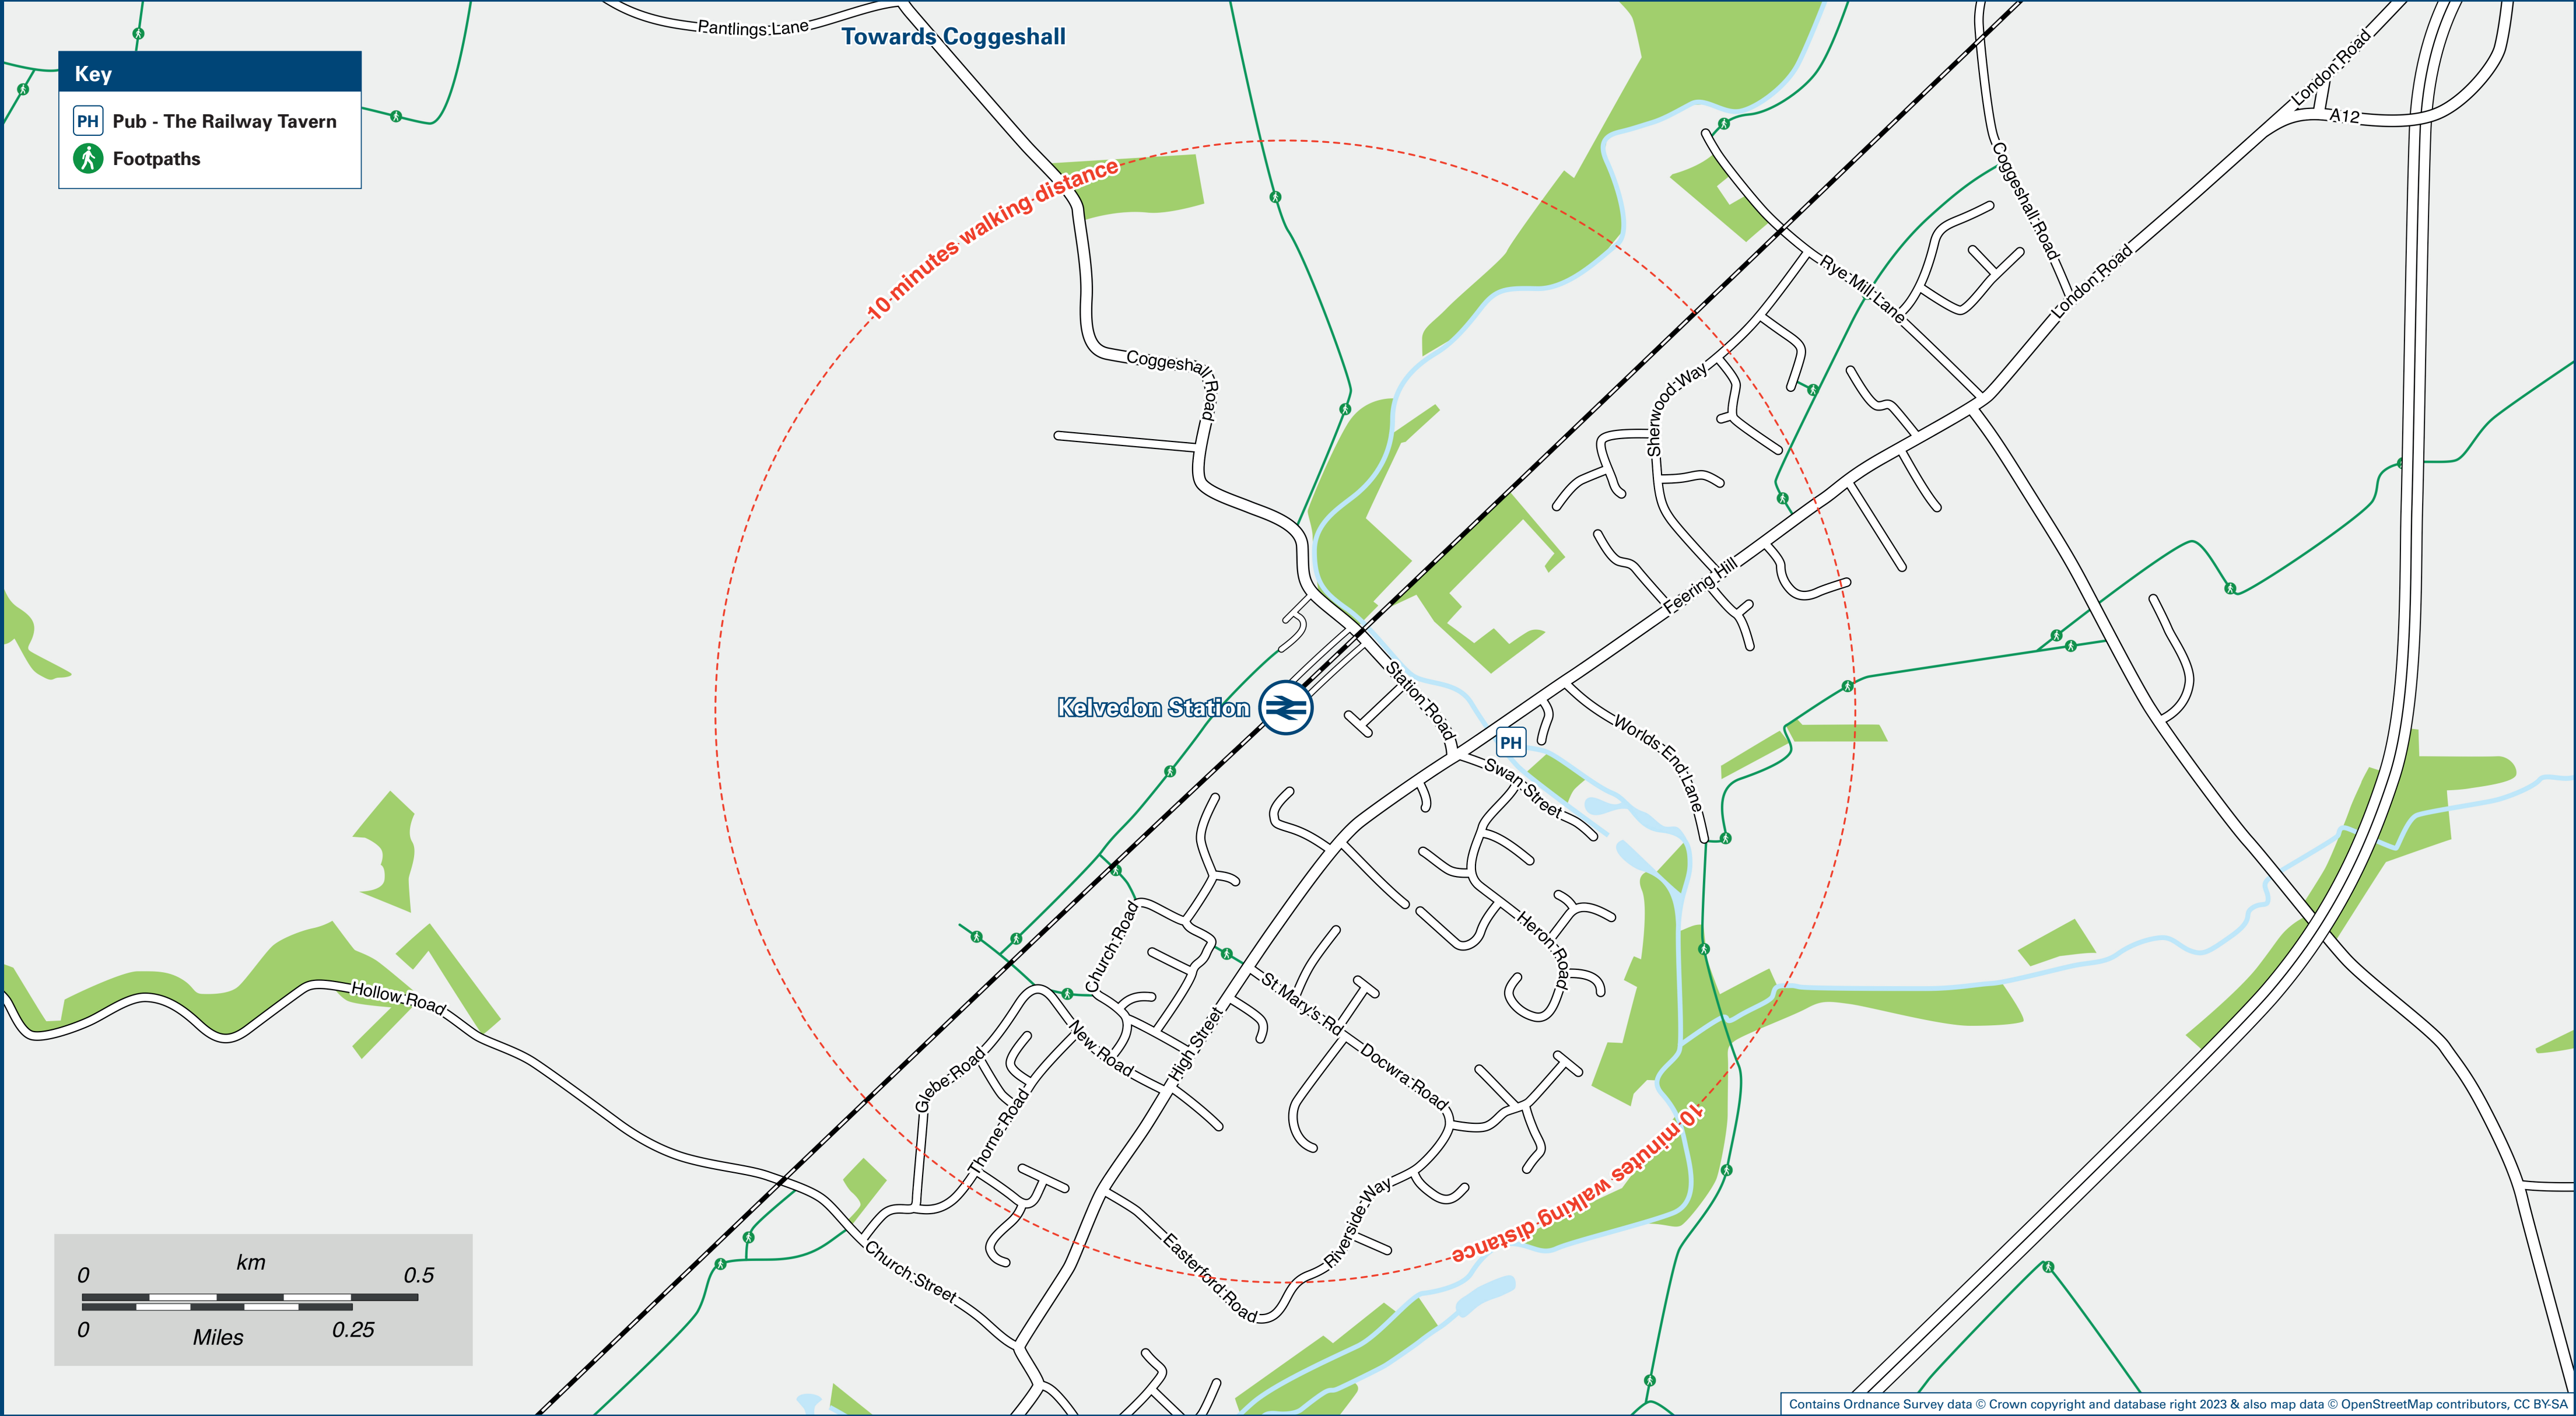 Pantlings Lane
Towards Coggeshall
London Road
Key
PH Pub - The Railway Tavern
Footpaths
A12
10 minutes walking distance
Coggeshall Road
London Road
Rye Mill Lane
Coggeshall Road
Sherwood Way
Feering Hill
Station Road
Kelvedon Station
PH
Worlds End Lane
Swan Street
Church Road
Heron Road
Hollow Road
St Mary's Rd
High Street
New Road
Docwra Road
Glebe Road
Thorne Road
10 minutes walking distance
Riverside Way
Easterford Road
Church Street
km
0 0.5
0 0.25
Miles
Contains Ordnance Survey data © Crown copyright and database right 2023 & also map data © OpenStreetMap contributors, CC BY-SA